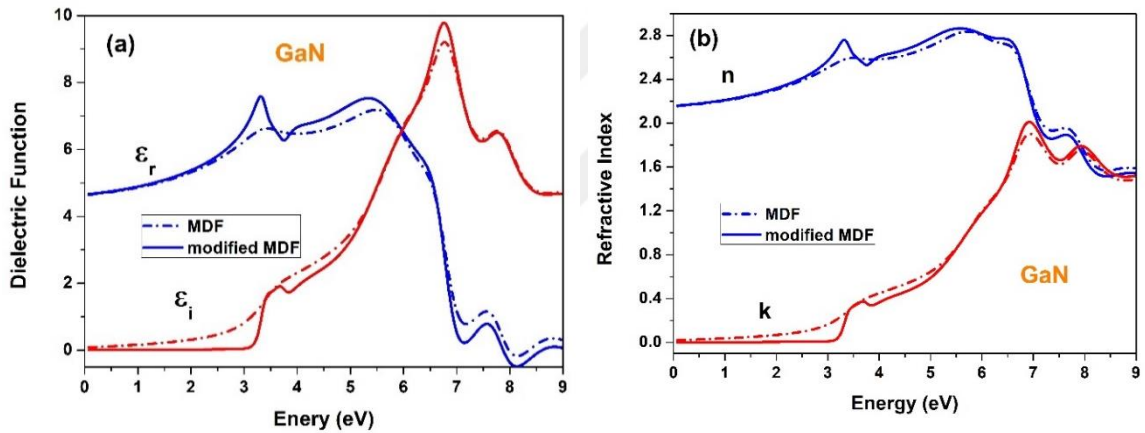 (a)
GaN
εr
εi
MDF
modified MDF
Dielectric Function
10
8
6
4
2
0
0 1 2 3 4 5 6 7 8 9
Enery (eV)
(b)
n
k
MDF
modified MDF
GaN
Refractive Index
2.8
2.4
2.0
1.6
1.2
0.8
0.4
0.0
0 1 2 3 4 5 6 7 8 9
Energy (eV)